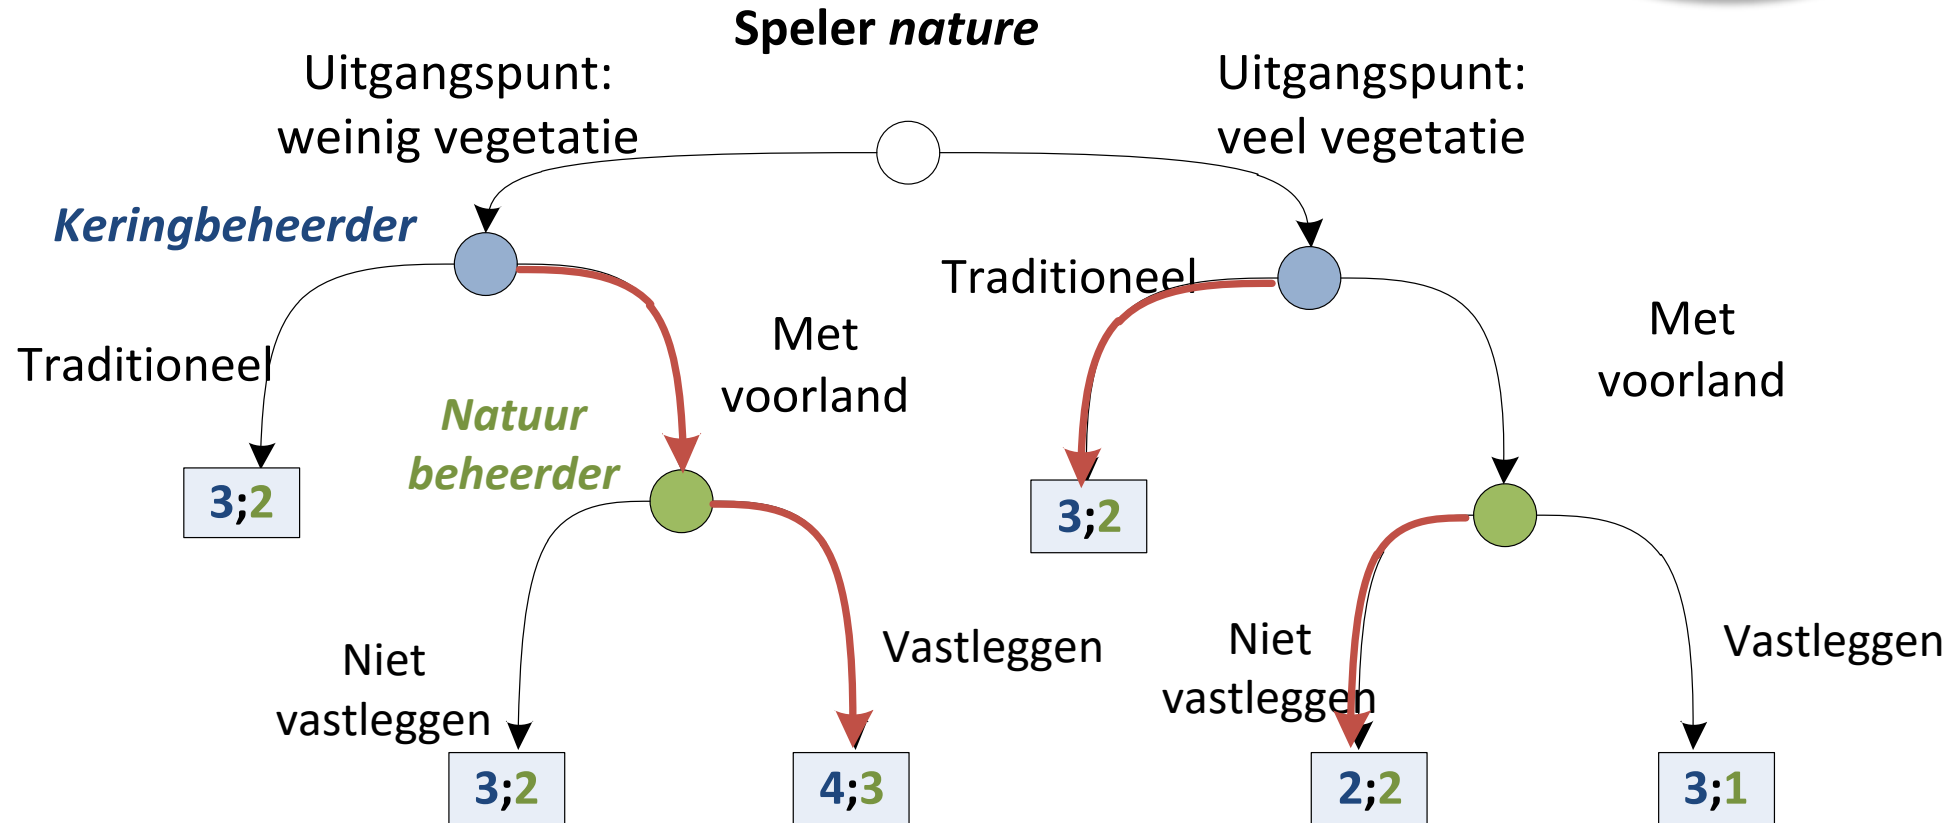 Speler nature
Uitgangspunt:
weinig vegetatie
Uitgangspunt:
veel vegetatie
Keringbeheerder
Traditioneel
Met
voorland
Traditioneel
Met
voorland
Natuur
beheerder
3;2
3;2
Niet
vastleggen
Vastleggen
Niet
vastleggen
Vastleggen
3;2
4;3
2;2
3;1